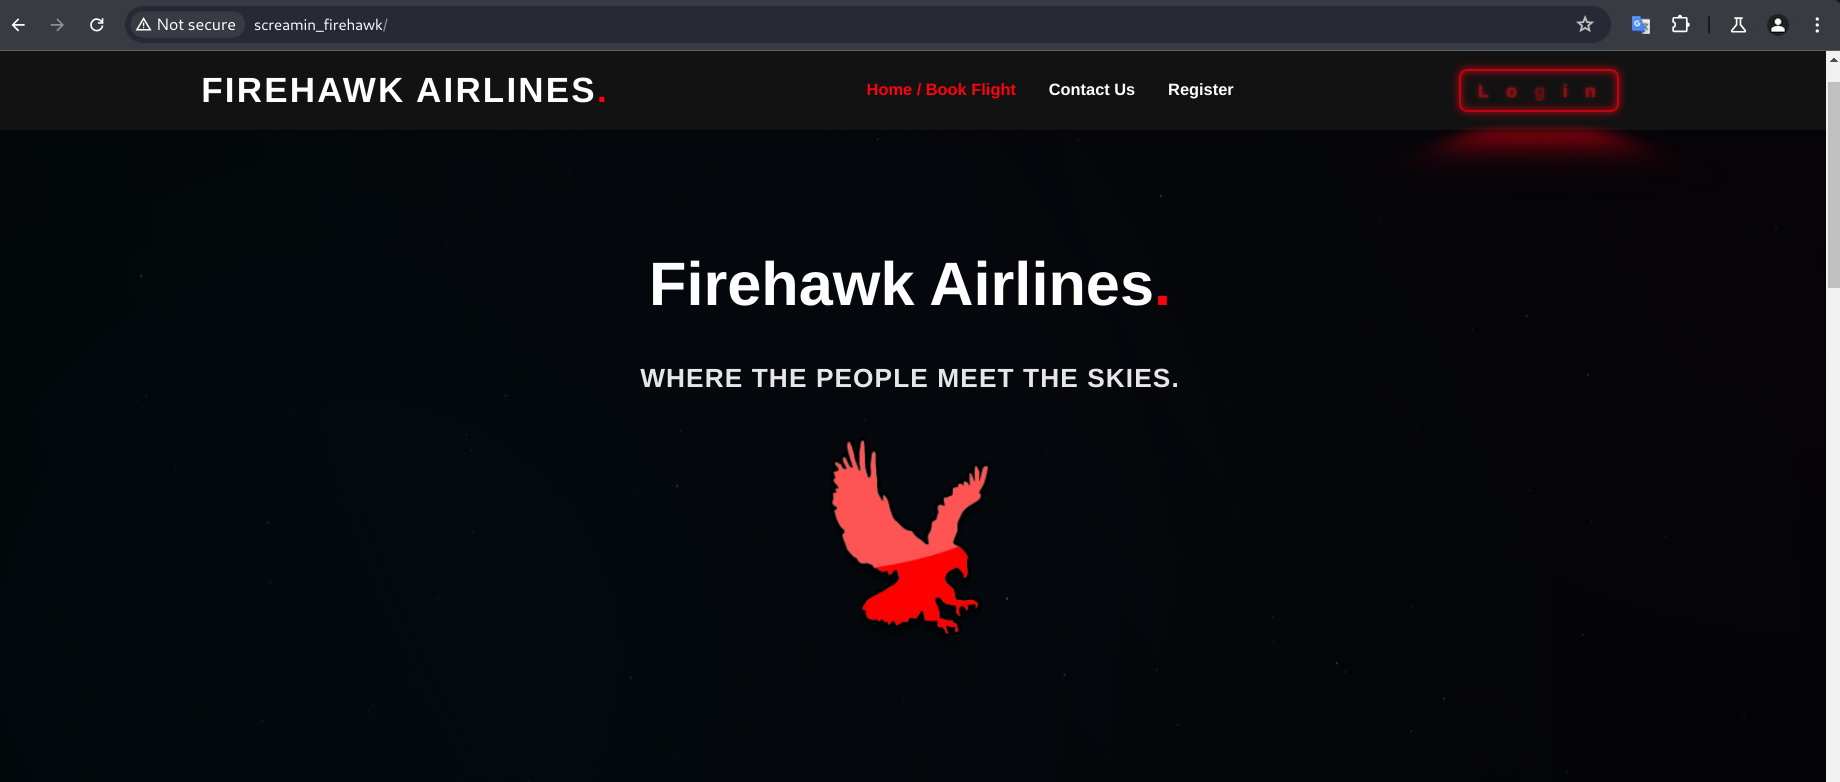 Not secure screamin_firehawk/
FIREHAWK AIRLINES. Home / Book Flight Contact Us Register Login
Firehawk Airlines.
WHERE THE PEOPLE MEET THE SKIES.